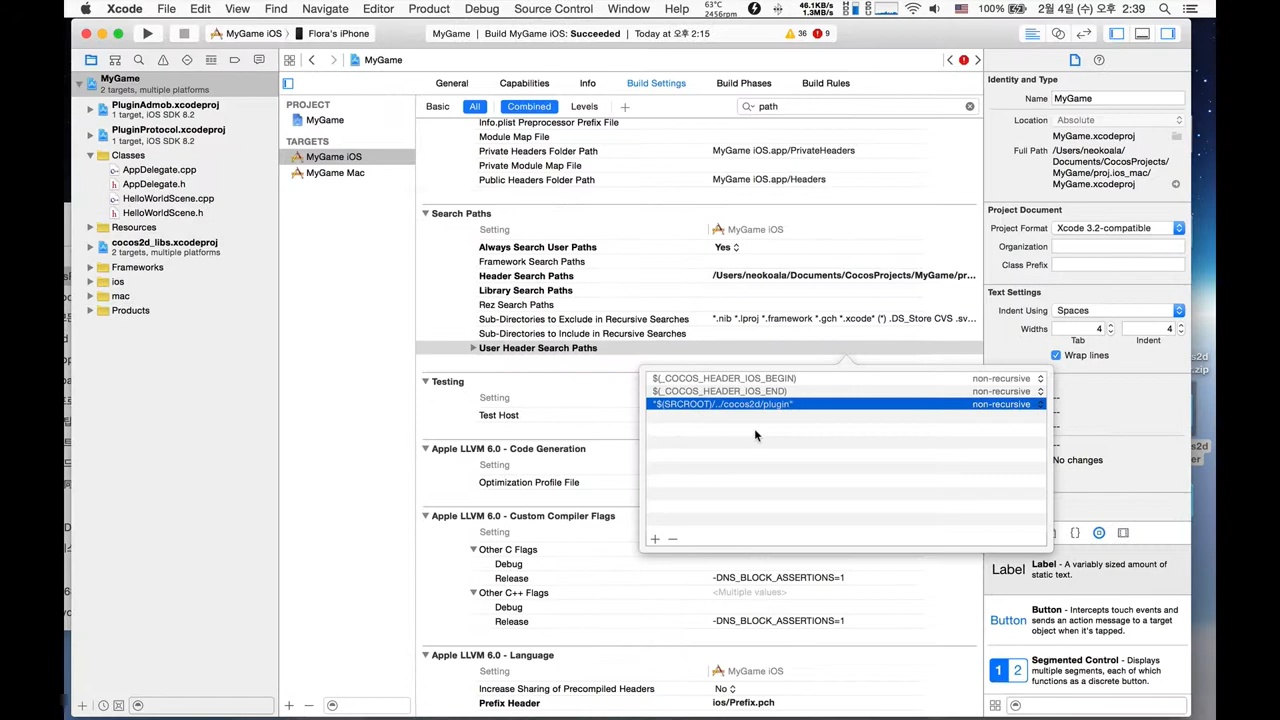 Xcode File Edit View Find Navigate Editor Product Debug Source Control Window Help 63°C 2456rpm 46.1KB/s 1.3MB/s 100% 2월 4일 (수) 오후 2:39
MyGame iOS Flora's iPhone MyGame | Build MyGame iOS: Succeeded | Today at 오후 2:15 36 9
MyGame
2 targets, multiple platforms
PluginAdmob.xcodeproj
1 target, iOS SDK 8.2
PluginProtocol.xcodeproj
1 target, iOS SDK 8.2
Classes
AppDelegate.cpp
AppDelegate.h
HelloWorldScene.cpp
HelloWorldScene.h
Resources
cocos2d_libs.xcodeproj
2 targets, multiple platforms
Frameworks
ios
mac
Products
MyGame
General Capabilities Info Build Settings Build Phases Build Rules
PROJECT
MyGame
TARGETS
MyGame iOS
MyGame Mac
Basic All Combined Levels + path
Info.plist Preprocessor Prefix File
Module Map File
Private Headers Folder Path MyGame iOS.app/PrivateHeaders
Private Module Map File
Public Headers Folder Path MyGame iOS.app/Headers
Search Paths
Setting MyGame iOS
Always Search User Paths Yes
Framework Search Paths
Header Search Paths /Users/neokoala/Documents/CocosProjects/MyGame/pr...
Library Search Paths
Rez Search Paths
Sub-Directories to Exclude in Recursive Searches *.nib *.lproj *.framework *.gch *.xcode* (*) .DS_Store CVS .sv...
Sub-Directories to Include in Recursive Searches
User Header Search Paths
$(_COCOS_HEADER_IOS_BEGIN) non-recursive
$(_COCOS_HEADER_IOS_END) non-recursive
"$(SRCROOT)/../cocos2d/plugin" non-recursive
+ −
Testing
Setting
Test Host
Apple LLVM 6.0 - Code Generation
Setting
Optimization Profile File
Apple LLVM 6.0 - Custom Compiler Flags
Setting
Other C Flags
Debug
Release -DNS_BLOCK_ASSERTIONS=1
Other C++ Flags <Multiple values>
Debug
Release -DNS_BLOCK_ASSERTIONS=1
Apple LLVM 6.0 - Language
Setting MyGame iOS
Increase Sharing of Precompiled Headers No
Prefix Header ios/Prefix.pch
Identity and Type
Name MyGame
Location Absolute
MyGame.xcodeproj
Full Path /Users/neokoala/
Documents/CocosProjects/
MyGame/proj.ios_mac/
MyGame.xcodeproj
Project Document
Project Format Xcode 3.2-compatible
Organization
Class Prefix
Text Settings
Indent Using Spaces
Widths 4 4
Tab Indent
Wrap lines
--
--
No changes
{}
Label Label - A variably sized amount of
static text.
Button Button - Intercepts touch events and
sends an action message to a target
object when it's tapped.
1 2 Segmented Control - Displays
multiple segments, each of which
functions as a discrete button.